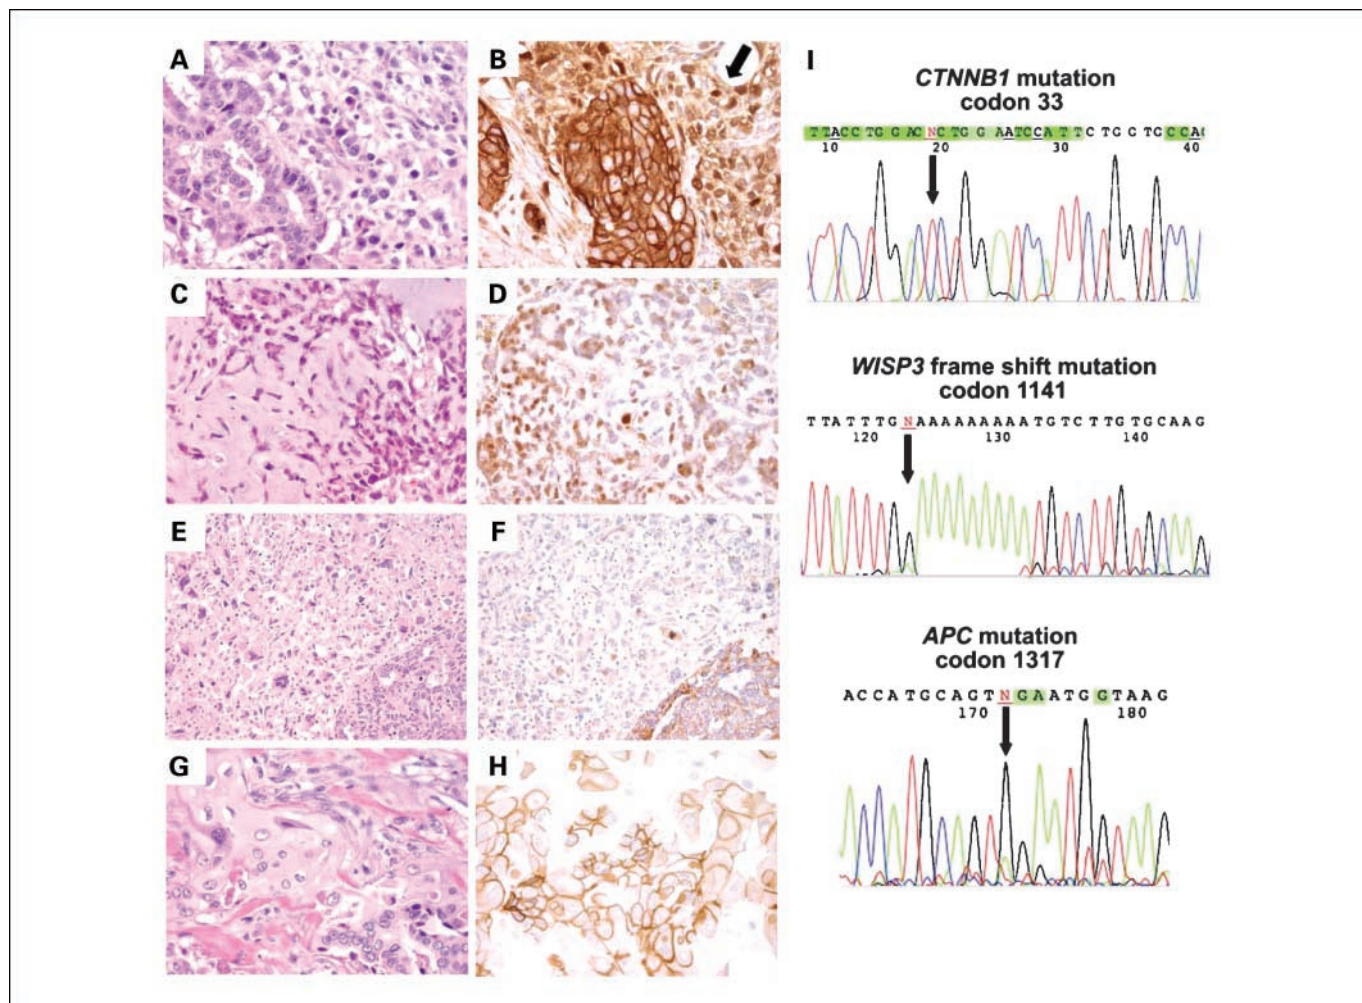 A
B
C
D
E
F
G
H
I
CTNNB1 mutation
codon 33
TTACCTGGACNCTGGAATCCATTCTGGTGCCA
10 20 30 40
WISP3 frame shift mutation
codon 1141
TTATTTGNAAAAAAAAATGTCTTGTGCAAG
120 130 140
APC mutation
codon 1317
ACCATGCAGTNGAATGGTAAG
170 180